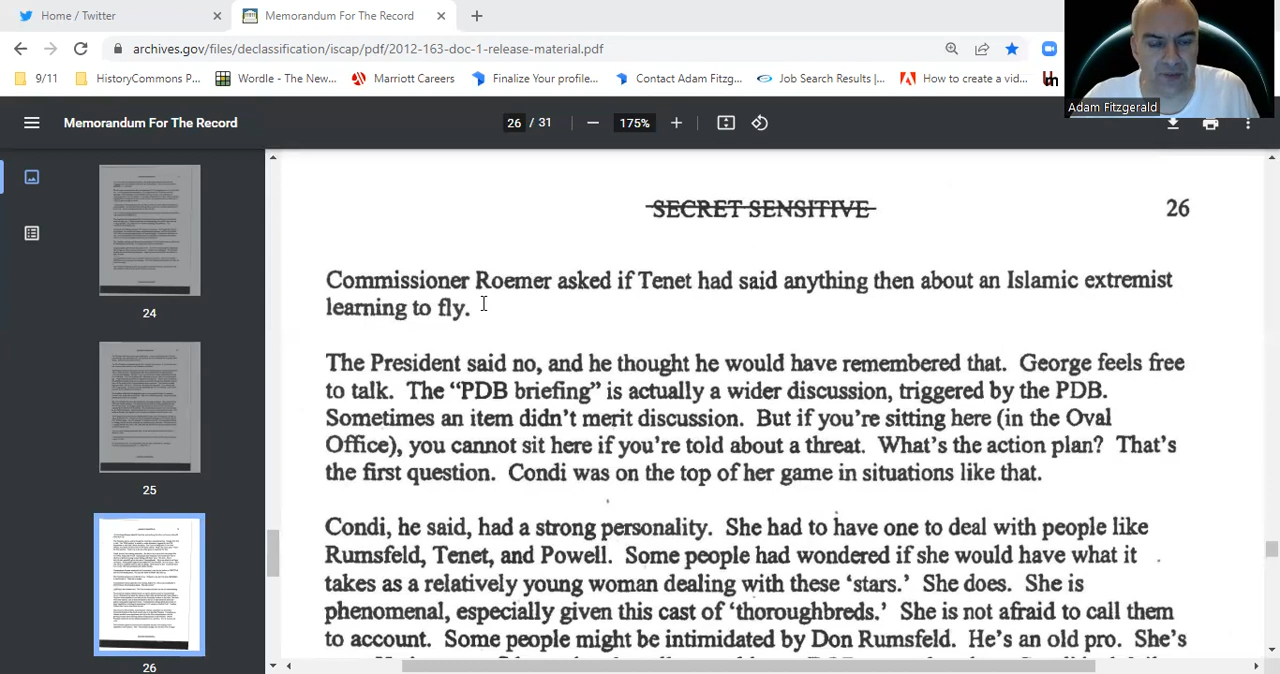 Home / Twitter
Memorandum For The Record
archives.gov/files/declassification/iscap/pdf/2012-163-doc-1-release-material.pdf
9/11
HistoryCommons P...
Wordle - The New...
Marriott Careers
Finalize Your profile...
Contact Adam Fitzg...
Job Search Results |...
How to create a vid...
Adam Fitzgerald
Memorandum For The Record
26 / 31
175%
24
25
26
SECRET SENSITIVE
26
Commissioner Roemer asked if Tenet had said anything then about an Islamic extremist
learning to fly.
The President said no, and he thought he would have remembered that. George feels free
to talk. The “PDB briefing” is actually a wider discussion, triggered by the PDB.
Sometimes an item didn’t merit discussion. But if you’re sitting here (in the Oval
Office), you cannot sit here if you’re told about a threat. What’s the action plan? That’s
the first question. Condi was on the top of her game in situations like that.
Condi, he said, had a strong personality. She had to have one to deal with people like
Rumsfeld, Tenet, and Powell. Some people had wondered if she would have what it
takes as a relatively young woman dealing with these ‘stars.’ She does. She is
phenomenal, especially given this cast of ‘thoroughbreds.’ She is not afraid to call them
to account. Some people might be intimidated by Don Rumsfeld. He’s an old pro. She’s